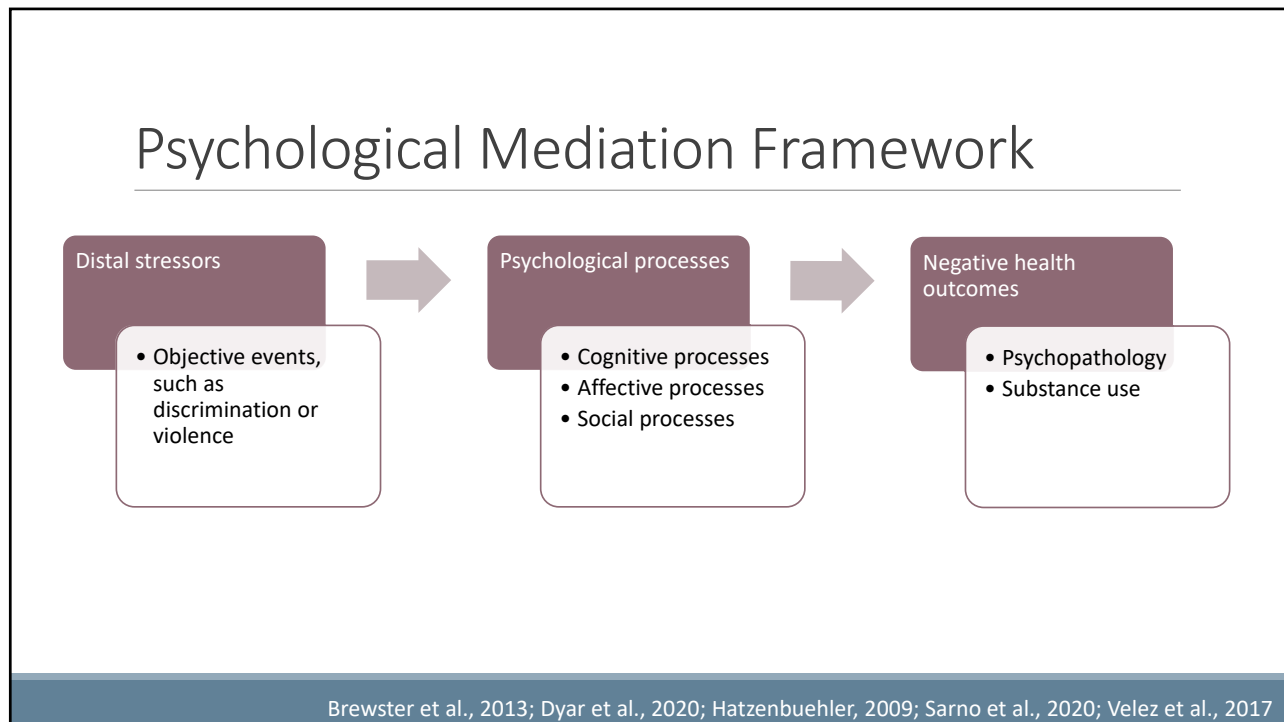 Psychological Mediation Framework
Distal stressors
• Objective events,
such as
discrimination or
violence
Psychological processes
• Cognitive processes
• Affective processes
• Social processes
Negative health
outcomes
• Psychopathology
• Substance use
Brewster et al., 2013; Dyar et al., 2020; Hatzenbuehler, 2009; Sarno et al., 2020; Velez et al., 2017